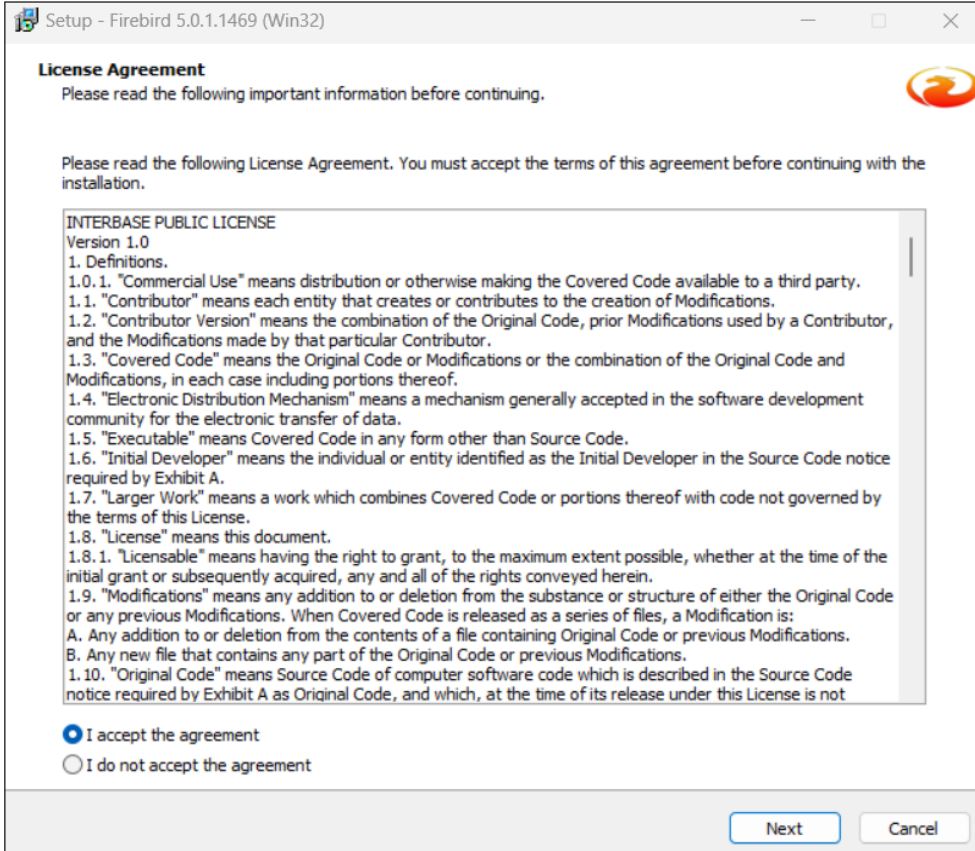 Setup - Firebird 5.0.1.1469 (Win32)
License Agreement
Please read the following important information before continuing.
Please read the following License Agreement. You must accept the terms of this agreement before continuing with the
installation.
INTERBASE PUBLIC LICENSE
Version 1.0
1. Definitions.
1.0.1. "Commercial Use" means distribution or otherwise making the Covered Code available to a third party.
1.1. "Contributor" means each entity that creates or contributes to the creation of Modifications.
1.2. "Contributor Version" means the combination of the Original Code, prior Modifications used by a Contributor,
and the Modifications made by that particular Contributor.
1.3. "Covered Code" means the Original Code or Modifications or the combination of the Original Code and
Modifications, in each case including portions thereof.
1.4. "Electronic Distribution Mechanism" means a mechanism generally accepted in the software development
community for the electronic transfer of data.
1.5. "Executable" means Covered Code in any form other than Source Code.
1.6. "Initial Developer" means the individual or entity identified as the Initial Developer in the Source Code notice
required by Exhibit A.
1.7. "Larger Work" means a work which combines Covered Code or portions thereof with code not governed by
the terms of this License.
1.8. "License" means this document.
1.8.1. "Licensable" means having the right to grant, to the maximum extent possible, whether at the time of the
initial grant or subsequently acquired, any and all of the rights conveyed herein.
1.9. "Modifications" means any addition to or deletion from the substance or structure of either the Original Code
or any previous Modifications. When Covered Code is released as a series of files, a Modification is:
A. Any addition to or deletion from the contents of a file containing Original Code or previous Modifications.
B. Any new file that contains any part of the Original Code or previous Modifications.
1.10. "Original Code" means Source Code of computer software code which is described in the Source Code
notice required by Exhibit A as Original Code, and which, at the time of its release under this License is not
I accept the agreement
I do not accept the agreement
Next
Cancel